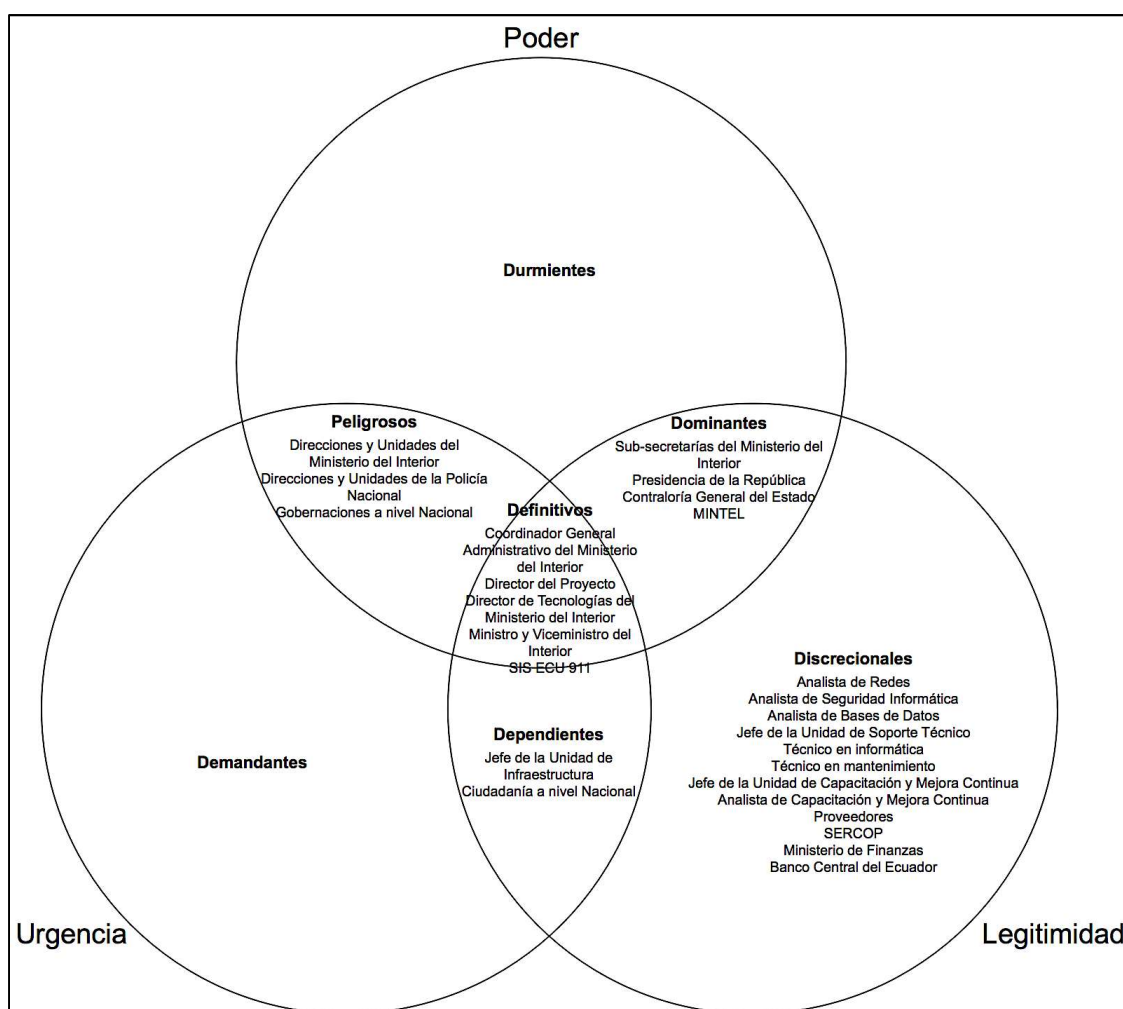 Poder
Durmientes
Peligrosos
Direcciones y Unidades del
Ministerio del Interior
Direcciones y Unidades de la Policía
Nacional
Gobernaciones a nivel Nacional
Dominantes
Sub-secretarías del Ministerio del
Interior
Presidencia de la República
Contraloría General del Estado
MINTEL
Definitivos
Coordinador General
Administrativo del Ministerio
del Interior
Director del Proyecto
Director de Tecnologías del
Ministerio del Interior
Ministro y Viceministro del
Interior
SIS ECU 911
Discrecionales
Analista de Redes
Analista de Seguridad Informática
Analista de Bases de Datos
Jefe de la Unidad de Soporte Técnico
Técnico en informática
Técnico en mantenimiento
Jefe de la Unidad de Capacitación y Mejora Continua
Analista de Capacitación y Mejora Continua
Proveedores
SERCOP
Ministerio de Finanzas
Banco Central del Ecuador
Dependientes
Jefe de la Unidad de
Infraestructura
Ciudadanía a nivel Nacional
Demandantes
Urgencia
Legitimidad